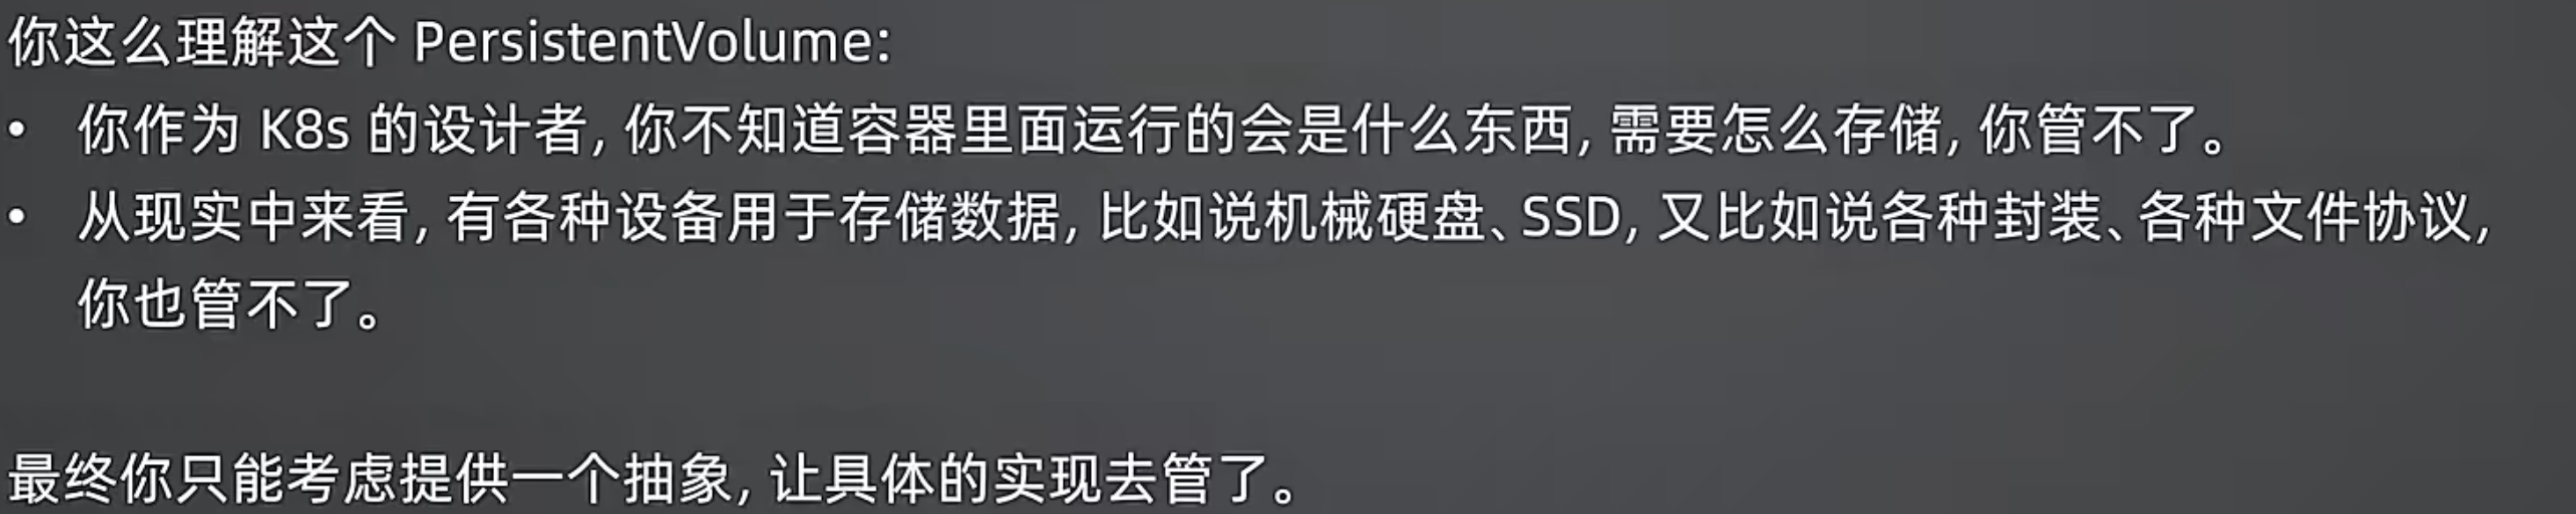 你这么理解这个 PersistentVolume:
• 你作为 K8s 的设计者, 你不知道容器里面运行的会是什么东西, 需要怎么存储, 你管不了。
• 从现实中来看, 有各种设备用于存储数据, 比如说机械硬盘、SSD, 又比如说各种封装、各种文件协议,
你也管不了。
最终你只能考虑提供一个抽象, 让具体的实现去管了。